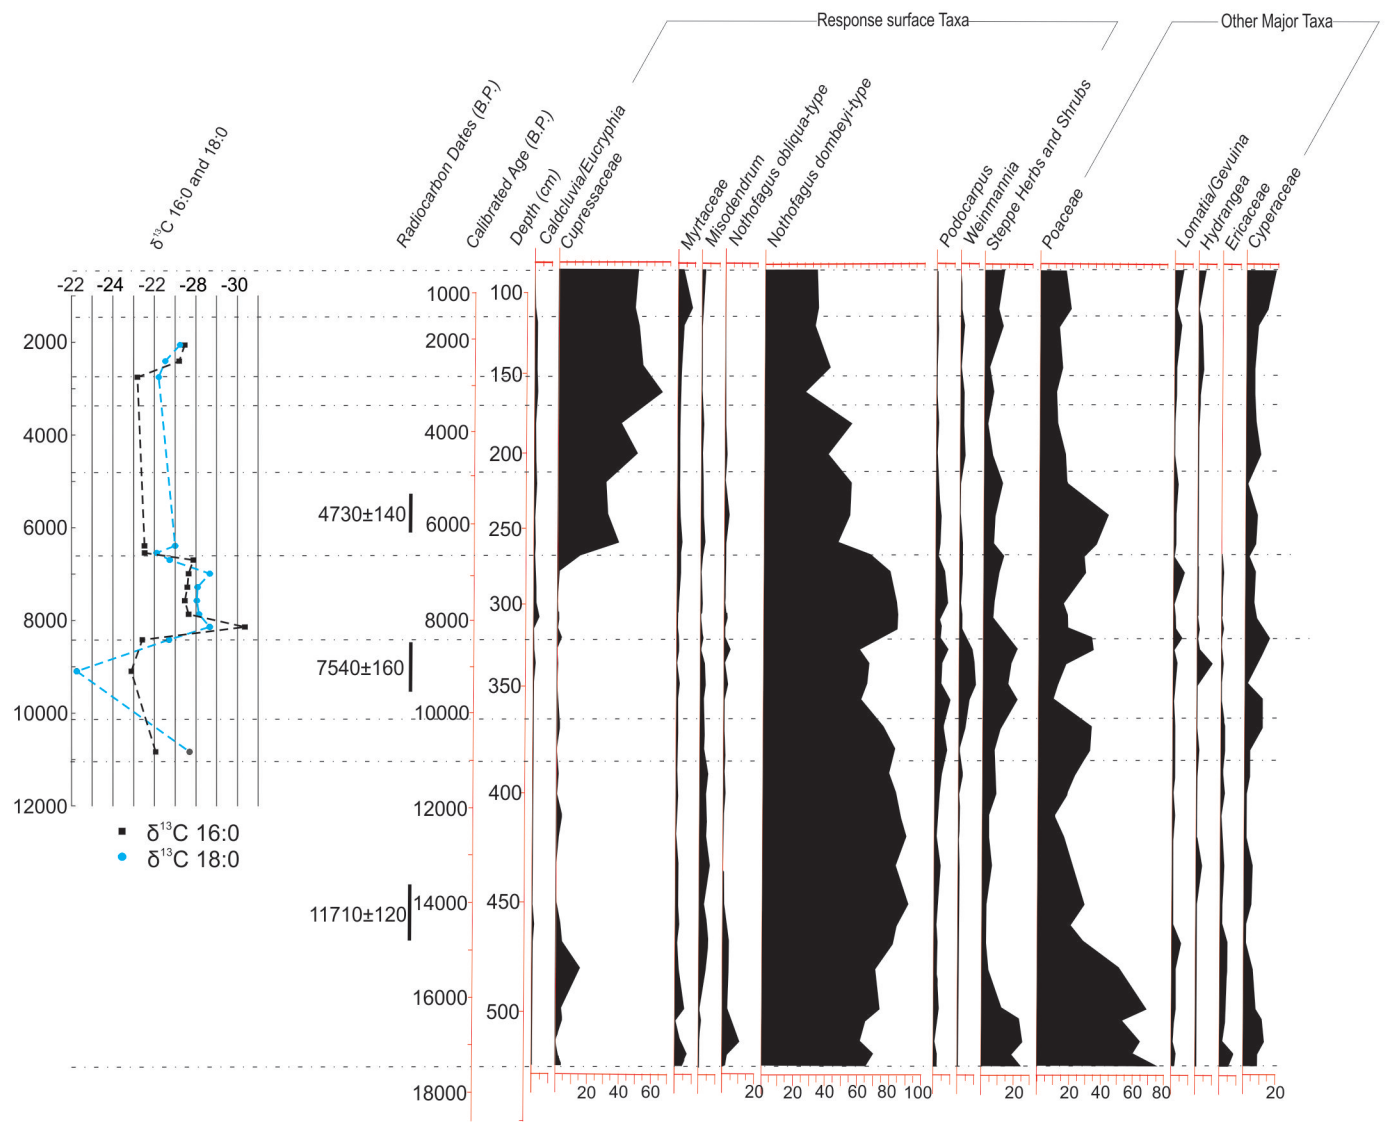 Response surface Taxa
Other Major Taxa
δ¹³C 16:0 and 18:0
Radiocarbon Dates (B.P.)
Calibrated Age (B.P.)
Depth (cm)
Caldcluvia/Eucryphia
Cupressaceae
Myrtaceae
Misodendrum
Nothofagus obliqua-type
Nothofagus dombeyi-type
Podocarpus
Weinmannia
Steppe Herbs and Shrubs
Poaceae
Lomatia/Gevuina
Hydrangea
Ericaceae
Cyperaceae
-22 -24 -22 -28 -30
2000
4000
6000
8000
10000
12000
δ¹³C 16:0
δ¹³C 18:0
4730±140
7540±160
11710±120
1000
2000
4000
6000
8000
10000
12000
14000
16000
18000
100
150
200
250
300
350
400
450
500
20 40 60
20
20 40 60 80 100
20
20 40 60 80
20